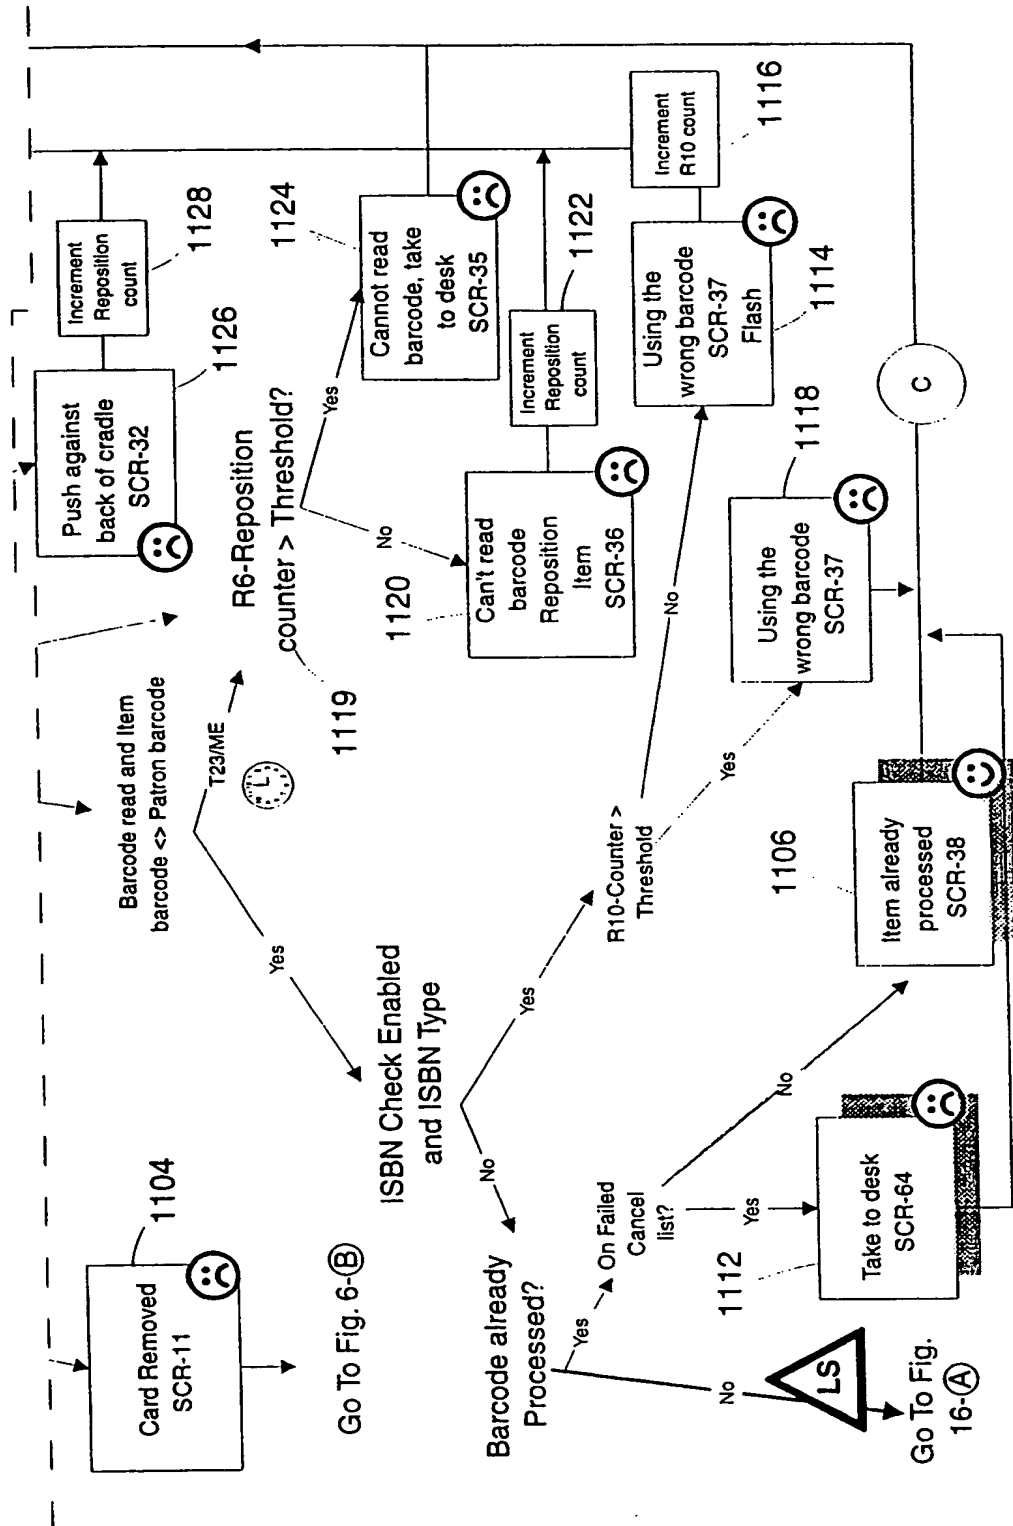 Card Removed
SCR-11
1104
Go To Fig. 6-B
Barcode read and Item
barcode <> Patron barcode
Yes
T23/ME
L
Push against
back of cradle
SCR-32
1126
Increment
Reposition
count
1128
R6-Reposition
counter > Threshold?
1119
Yes
No
Cannot read
barcode, take
to desk
SCR-35
1124
Can't read
barcode
Reposition
Item
SCR-36
1120
Increment
Reposition
count
1122
ISBN Check Enabled
and ISBN Type
No
Yes
Barcode already
Processed?
Yes
No
LS
Go To Fig.
16-A
On Failed
Cancel
list?
Yes
No
Take to desk
SCR-64
1112
Item already
processed
SCR-38
1106
R10-Counter >
Threshold
No
Yes
Using the
wrong barcode
SCR-37
1118
Using the
wrong barcode
SCR-37
Flash
1114
Increment
R10 count
1116
C